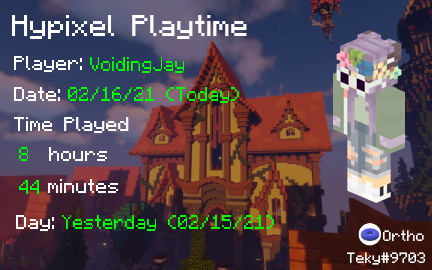 Hypixel Playtime
Player: VoidingJay
Date: 02/16/21 (Today)
Time Played
8 hours
44 minutes
Day: Yesterday (02/15/21)
Ortho
Teky#9703